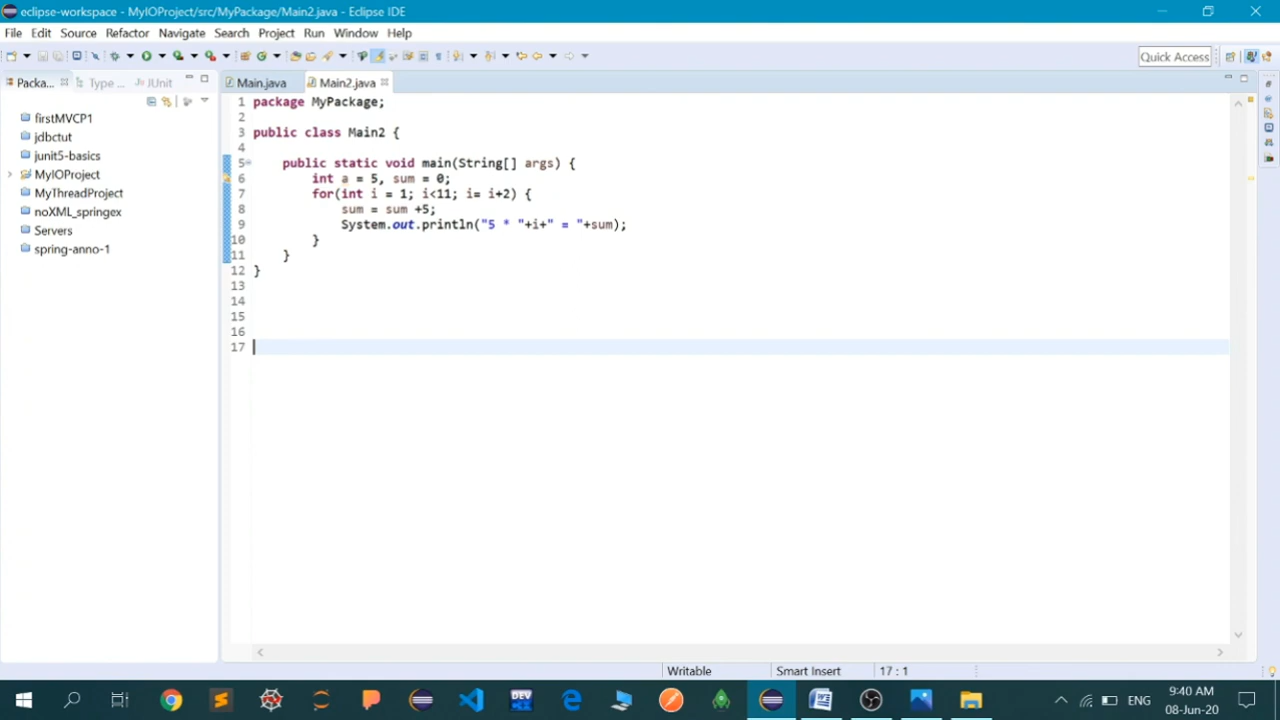 eclipse-workspace - MyIOProject/src/MyPackage/Main2.java - Eclipse IDE
File Edit Source Refactor Navigate Search Project Run Window Help
Quick Access
Packa... Type ... JUnit
Main.java Main2.java
firstMVCP1
jdbctut
junit5-basics
MyIOProject
MyThreadProject
noXML_springex
Servers
spring-anno-1
1 package MyPackage;
2
3 public class Main2 {
4
5 public static void main(String[] args) {
6 int a = 5, sum = 0;
7 for(int i = 1; i<11; i= i+2) {
8 sum = sum +5;
9 System.out.println("5 * "+i+" = "+sum);
10 }
11 }
12 }
13
14
15
16
17
Writable Smart Insert 17 : 1
DEV
ENG
9:40 AM
08-Jun-20